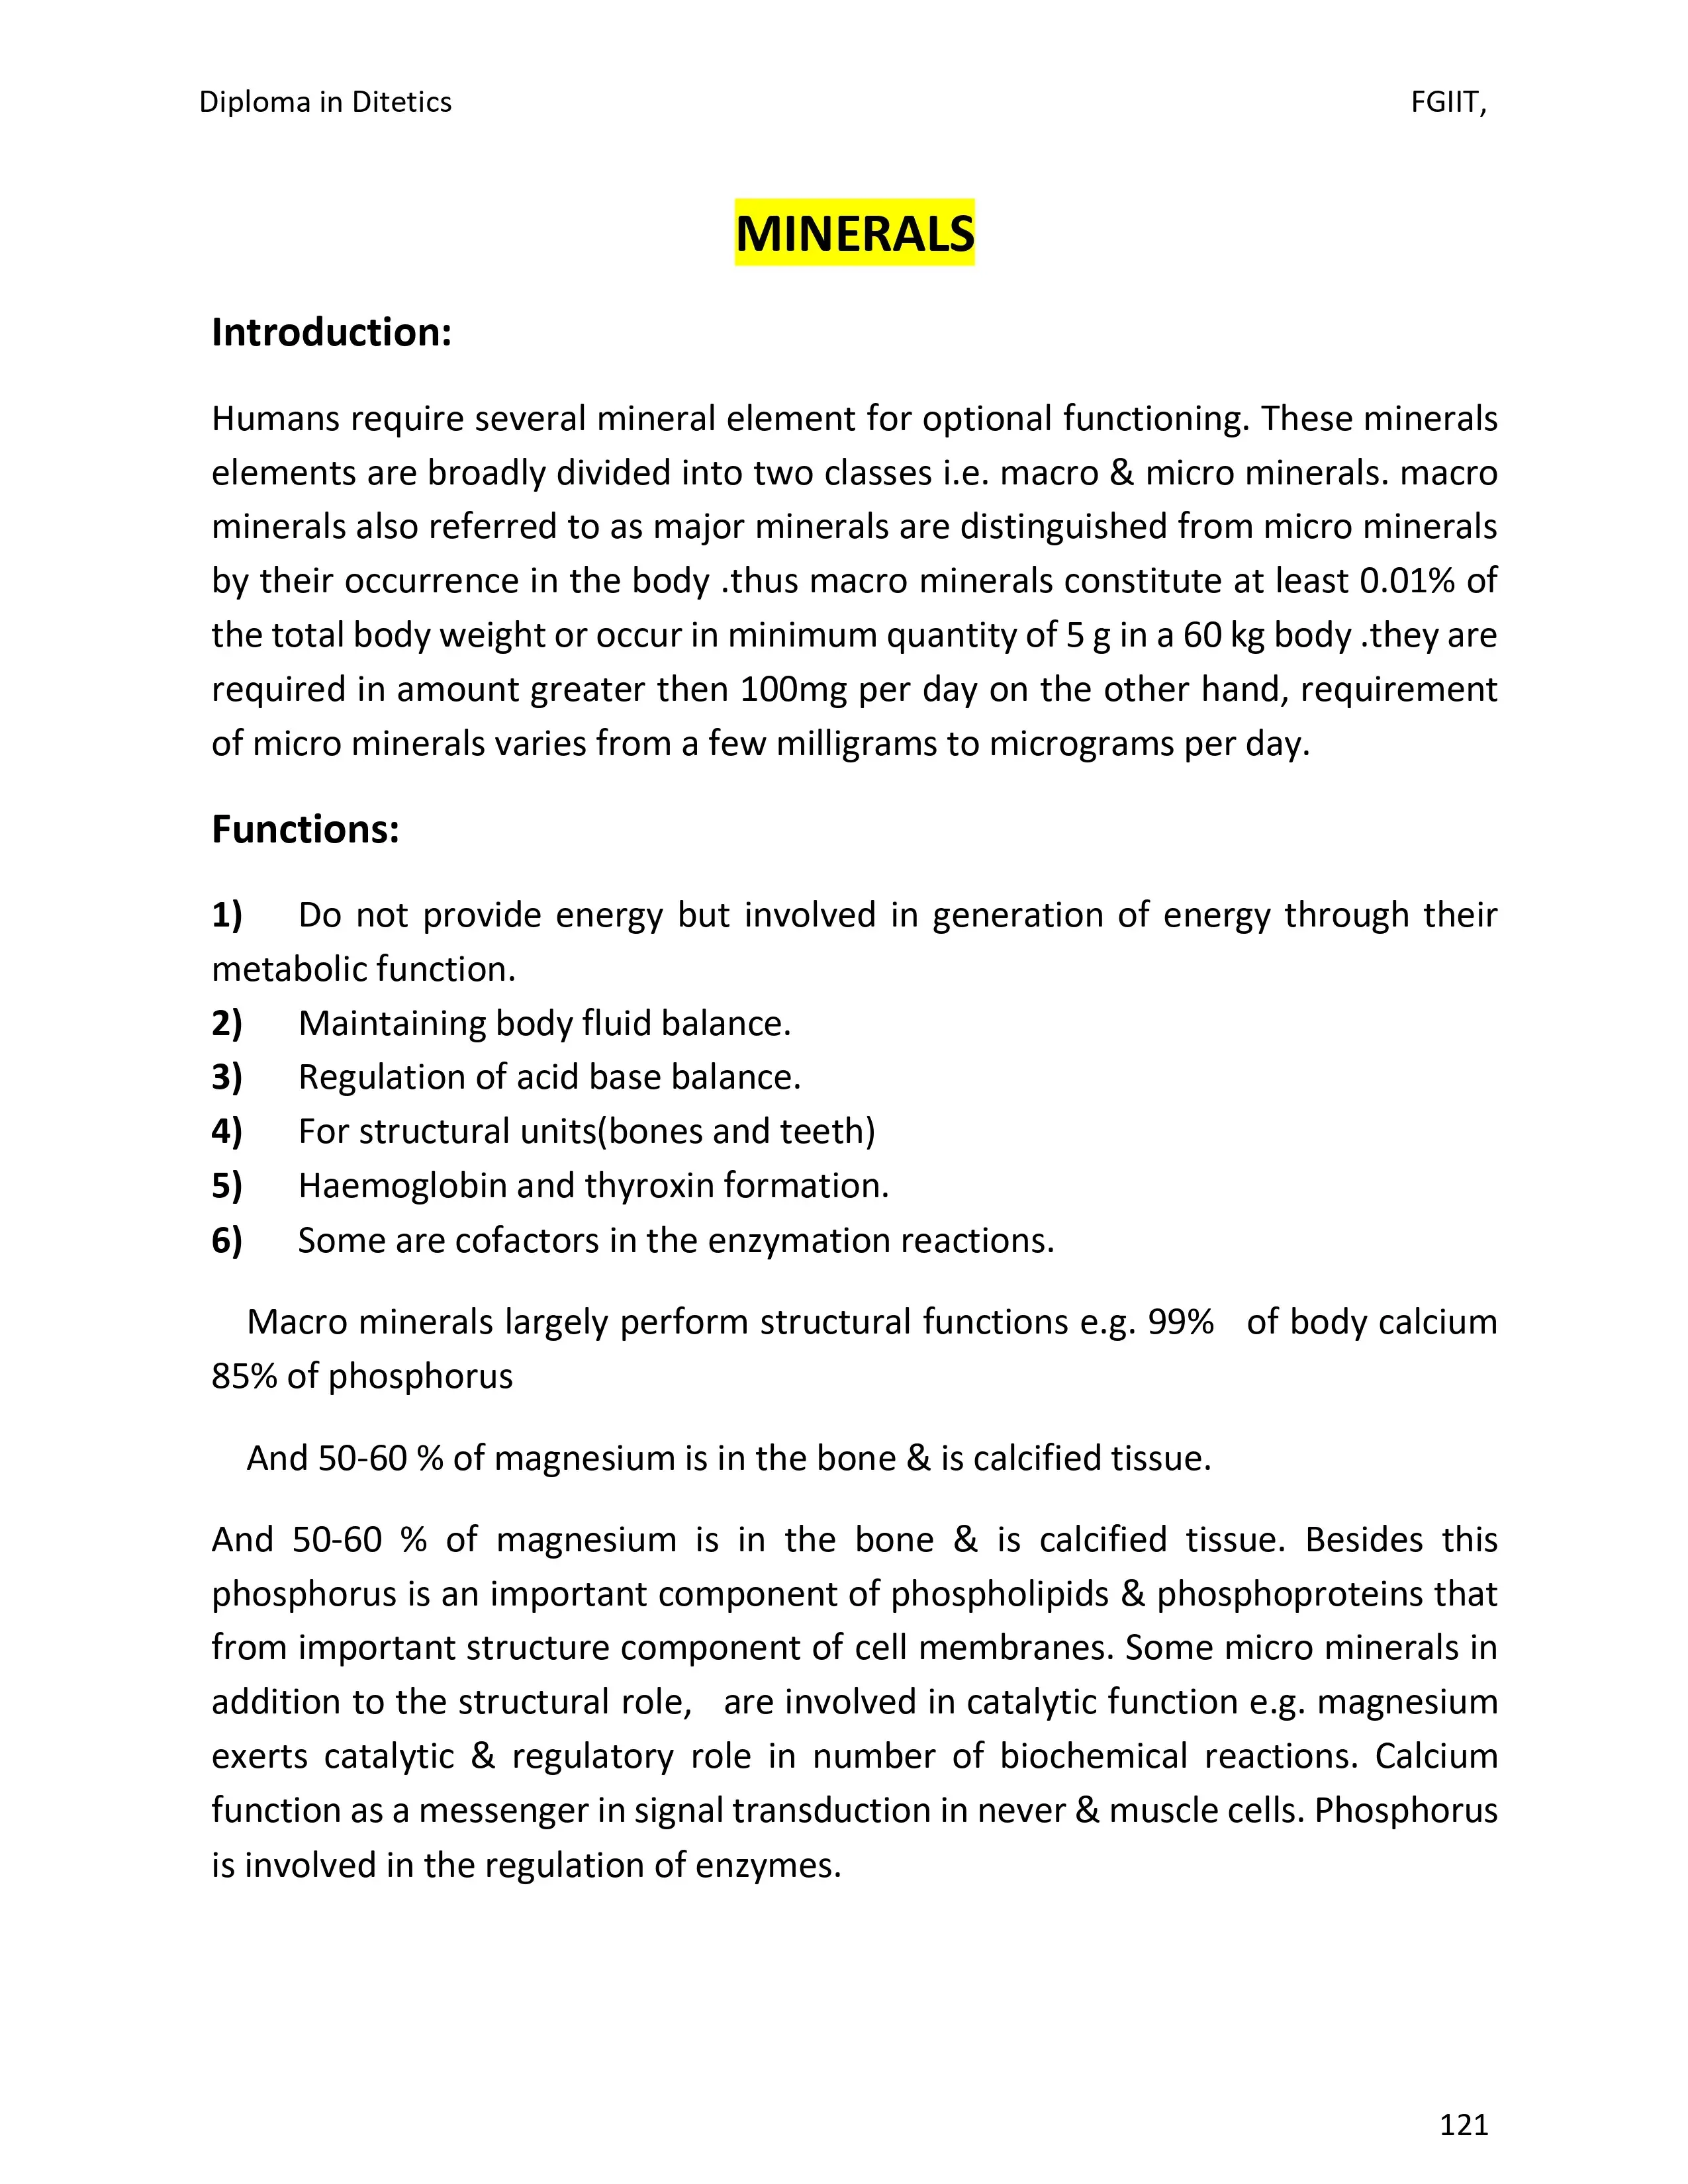 Diploma in Ditetics FGIIT,
MINERALS
Introduction:
Humans require several mineral element for optional functioning. These minerals
elements are broadly divided into two classes i.e. macro & micro minerals. macro
minerals also referred to as major minerals are distinguished from micro minerals
by their occurrence in the body .thus macro minerals constitute at least 0.01% of
the total body weight or occur in minimum quantity of 5 g in a 60 kg body .they are
required in amount greater then 100mg per day on the other hand, requirement
of micro minerals varies from a few milligrams to micrograms per day.
Functions:
1) Do not provide energy but involved in generation of energy through their
metabolic function.
2) Maintaining body fluid balance.
3) Regulation of acid base balance.
4) For structural units(bones and teeth)
5) Haemoglobin and thyroxin formation.
6) Some are cofactors in the enzymation reactions.
Macro minerals largely perform structural functions e.g. 99% of body calcium
85% of phosphorus
And 50-60 % of magnesium is in the bone & is calcified tissue.
And 50-60 % of magnesium is in the bone & is calcified tissue. Besides this
phosphorus is an important component of phospholipids & phosphoproteins that
from important structure component of cell membranes. Some micro minerals in
addition to the structural role, are involved in catalytic function e.g. magnesium
exerts catalytic & regulatory role in number of biochemical reactions. Calcium
function as a messenger in signal transduction in never & muscle cells. Phosphorus
is involved in the regulation of enzymes.
121